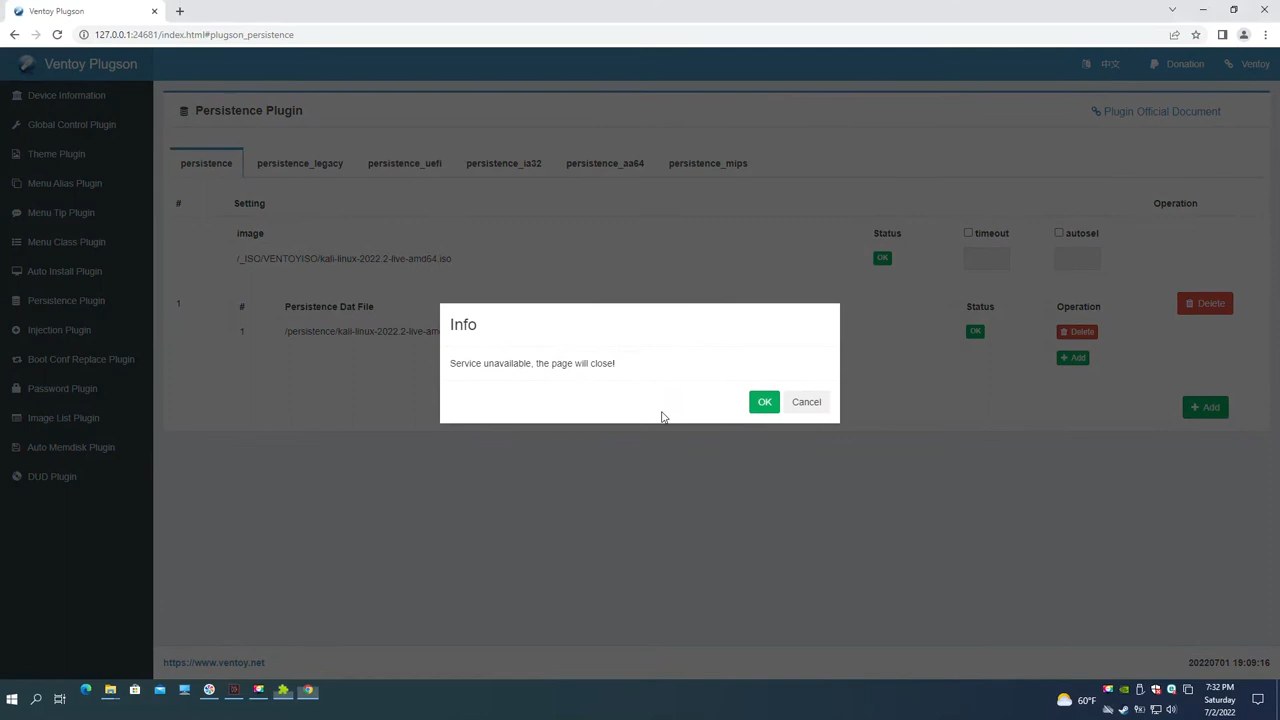 Ventoy Plugson
127.0.0.1:24681/index.html#plugson_persistence
Ventoy Plugson
中文
Donation
Ventoy
Device Information
Global Control Plugin
Theme Plugin
Menu Alias Plugin
Menu Tip Plugin
Menu Class Plugin
Auto Install Plugin
Persistence Plugin
Injection Plugin
Boot Conf Replace Plugin
Password Plugin
Image List Plugin
Auto Memdisk Plugin
DUD Plugin
Persistence Plugin
Plugin Official Document
persistence persistence_legacy persistence_uefi persistence_ia32 persistence_aa64 persistence_mips
# Setting Operation
image Status timeout autosel
/_ISO/VENTOYISO/kali-linux-2022.2-live-amd64.iso OK
1 # Persistence Dat File Status Operation Delete
1 /persistence/kali-linux-2022.2-live-am OK Delete
Add
Add
Info
Service unavailable, the page will close!
OK Cancel
https://www.ventoy.net
20220701 19:09:16
60°F
7:32 PM
Saturday
7/2/2022